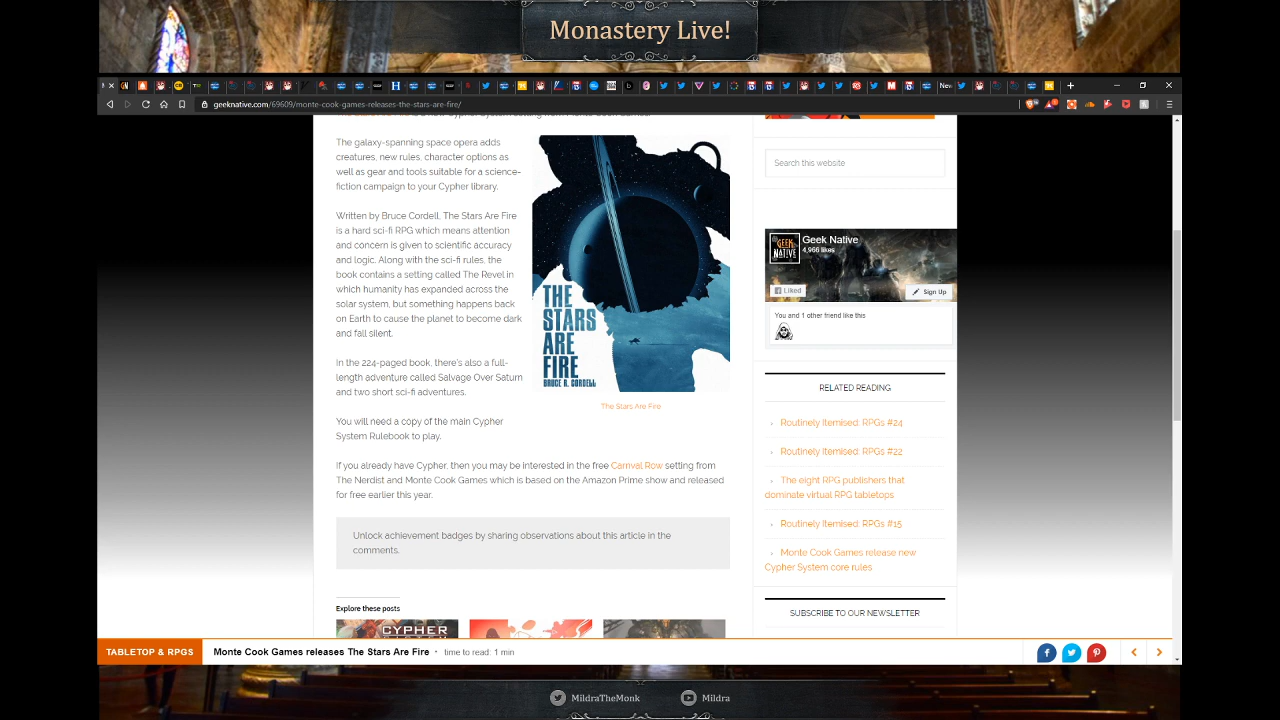 Monastery Live!
geeknative.com/69609/monte-cook-games-releases-the-stars-are-fire/
The galaxy-spanning space opera adds
creatures, new rules, character options as
well as gear and tools suitable for a science-
fiction campaign to your Cypher library.
Written by Bruce Cordell, The Stars Are Fire
is a hard sci-fi RPG which means attention
and concern is given to scientific accuracy
and logic. Along with the sci-fi rules, the
book contains a setting called The Revel in
which humanity has expanded across the
solar system, but something happens back
on Earth to cause the planet to become dark
and fall silent.
In the 224-paged book, there's also a full-
length adventure called Salvage Over Saturn
and two short sci-fi adventures.
You will need a copy of the main Cypher
System Rulebook to play.
THE
STARS
ARE
FIRE
BRUCE R. CORDELL
The Stars Are Fire
If you already have Cypher, then you may be interested in the free Carnival Row setting from
The Nerdist and Monte Cook Games which is based on the Amazon Prime show and released
for free earlier this year.
Unlock achievement badges by sharing observations about this article in the
comments.
Explore these posts
CYPHER
Search this website
GEEK
NATIVE
Geek Native
4,966 likes
Liked
Sign Up
You and 1 other friend like this
RELATED READING
Routinely Itemised: RPGs #24
Routinely Itemised: RPGs #22
The eight RPG publishers that
dominate virtual RPG tabletops
Routinely Itemised: RPGs #15
Monte Cook Games release new
Cypher System core rules
SUBSCRIBE TO OUR NEWSLETTER
TABLETOP & RPGS
Monte Cook Games releases The Stars Are Fire • time to read: 1 min
MildraTheMonk
Mildra